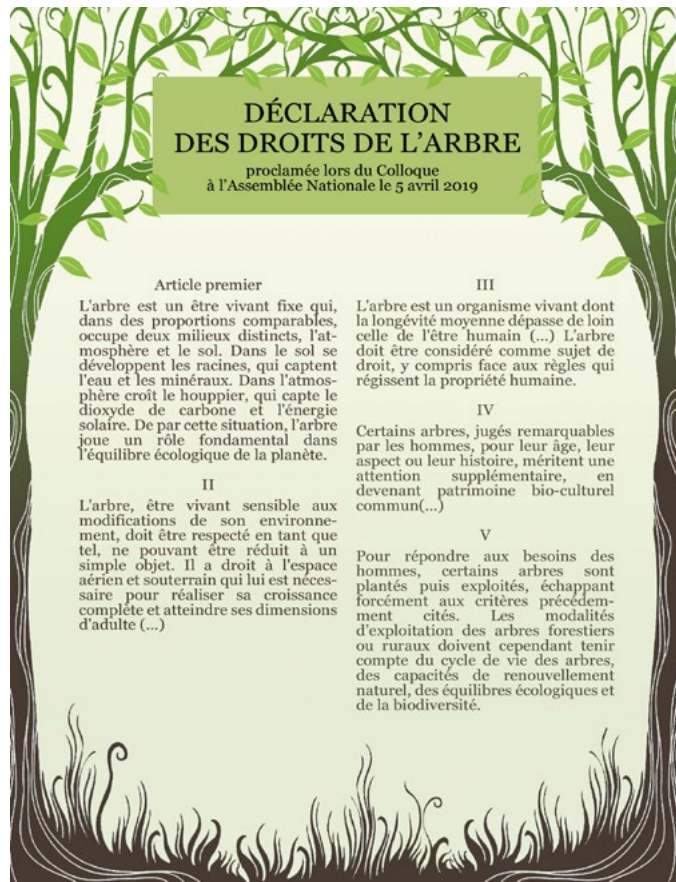 DÉCLARATION
DES DROITS DE L'ARBRE
proclamée lors du Colloque
à l'Assemblée Nationale le 5 avril 2019
Article premier
L'arbre est un être vivant fixe qui,
dans des proportions comparables,
occupe deux milieux distincts, l'at-
mosphère et le sol. Dans le sol se
développent les racines, qui captent
l'eau et les minéraux. Dans l'atmos-
phère croît le houppier, qui capte le
dioxyde de carbone et l'énergie
solaire. De par cette situation, l'arbre
joue un rôle fondamental dans
l'équilibre écologique de la planète.
II
L'arbre, être vivant sensible aux
modifications de son environne-
ment, doit être respecté en tant que
tel, ne pouvant être réduit à un
simple objet. Il a droit à l'espace
aérien et souterrain qui lui est néces-
saire pour réaliser sa croissance
complète et atteindre ses dimensions
d'adulte (...)
III
L'arbre est un organisme vivant dont
la longévité moyenne dépasse de loin
celle de l'être humain (...) L'arbre
doit être considéré comme sujet de
droit, y compris face aux règles qui
régissent la propriété humaine.
IV
Certains arbres, jugés remarquables
par les hommes, pour leur âge, leur
aspect ou leur histoire, méritent une
attention supplémentaire, en
devenant patrimoine bio-culturel
commun(...)
V
Pour répondre aux besoins des
hommes, certains arbres sont
plantés puis exploités, échappant
forcément aux critères précédem-
ment cités. Les modalités
d'exploitation des arbres forestiers
ou ruraux doivent cependant tenir
compte du cycle de vie des arbres,
des capacités de renouvellement
naturel, des équilibres écologiques et
de la biodiversité.